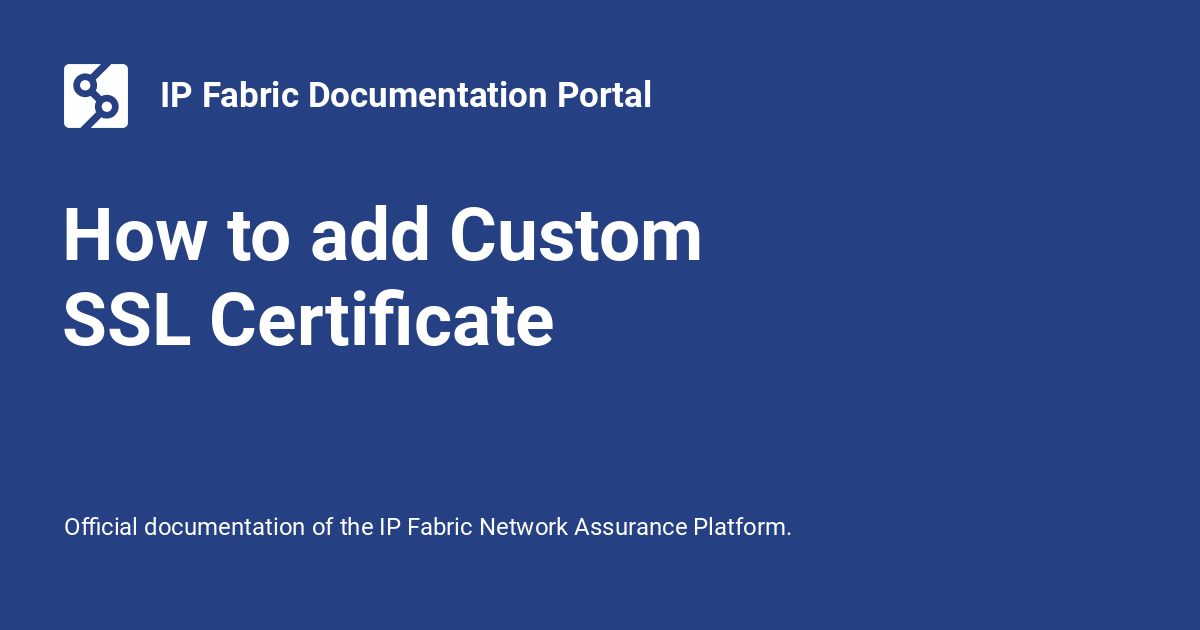 IP Fabric Documentation Portal
How to add Custom
SSL Certificate
Official documentation of the IP Fabric Network Assurance Platform.